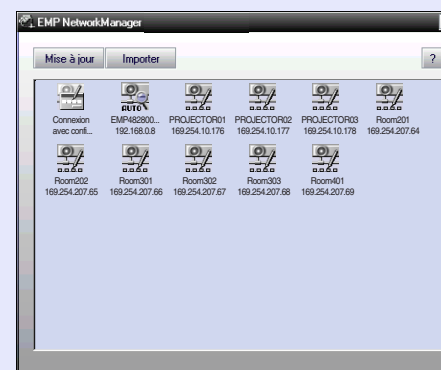 EMP NetworkManager
Mise à jour Importer ?
Connexion avec confi...
EMP482800... 192.168.0.8
AUTO
PROJECTOR01 169.254.10.176
PROJECTOR02 169.254.10.177
PROJECTOR03 169.254.10.178
Room201 169.254.207.64
Room202 169.254.207.65
Room301 169.254.207.66
Room302 169.254.207.67
Room303 169.254.207.68
Room401 169.254.207.69